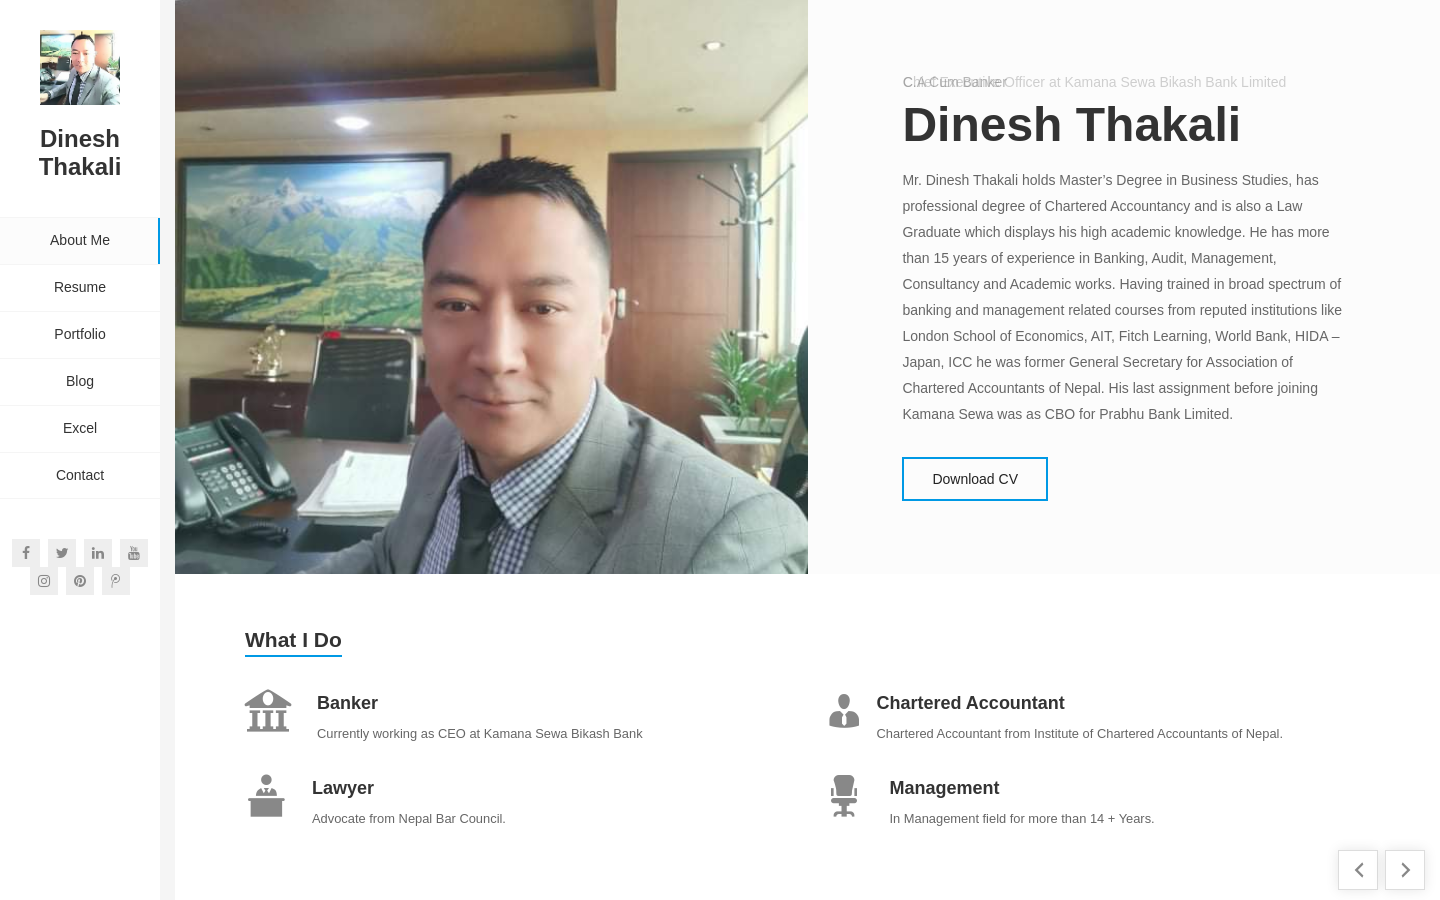 Dinesh
Thakali
About Me
Resume
Portfolio
Blog
Excel
Contact
C.A Cum Banker
Chief Executive Officer at Kamana Sewa Bikash Bank Limited
Dinesh Thakali
Mr. Dinesh Thakali holds Master’s Degree in Business Studies, has
professional degree of Chartered Accountancy and is also a Law
Graduate which displays his high academic knowledge. He has more
than 15 years of experience in Banking, Audit, Management,
Consultancy and Academic works. Having trained in broad spectrum of
banking and management related courses from reputed institutions like
London School of Economics, AIT, Fitch Learning, World Bank, HIDA –
Japan, ICC he was former General Secretary for Association of
Chartered Accountants of Nepal. His last assignment before joining
Kamana Sewa was as CBO for Prabhu Bank Limited.
Download CV
What I Do
Banker
Currently working as CEO at Kamana Sewa Bikash Bank
Chartered Accountant
Chartered Accountant from Institute of Chartered Accountants of Nepal.
Lawyer
Advocate from Nepal Bar Council.
Management
In Management field for more than 14 + Years.